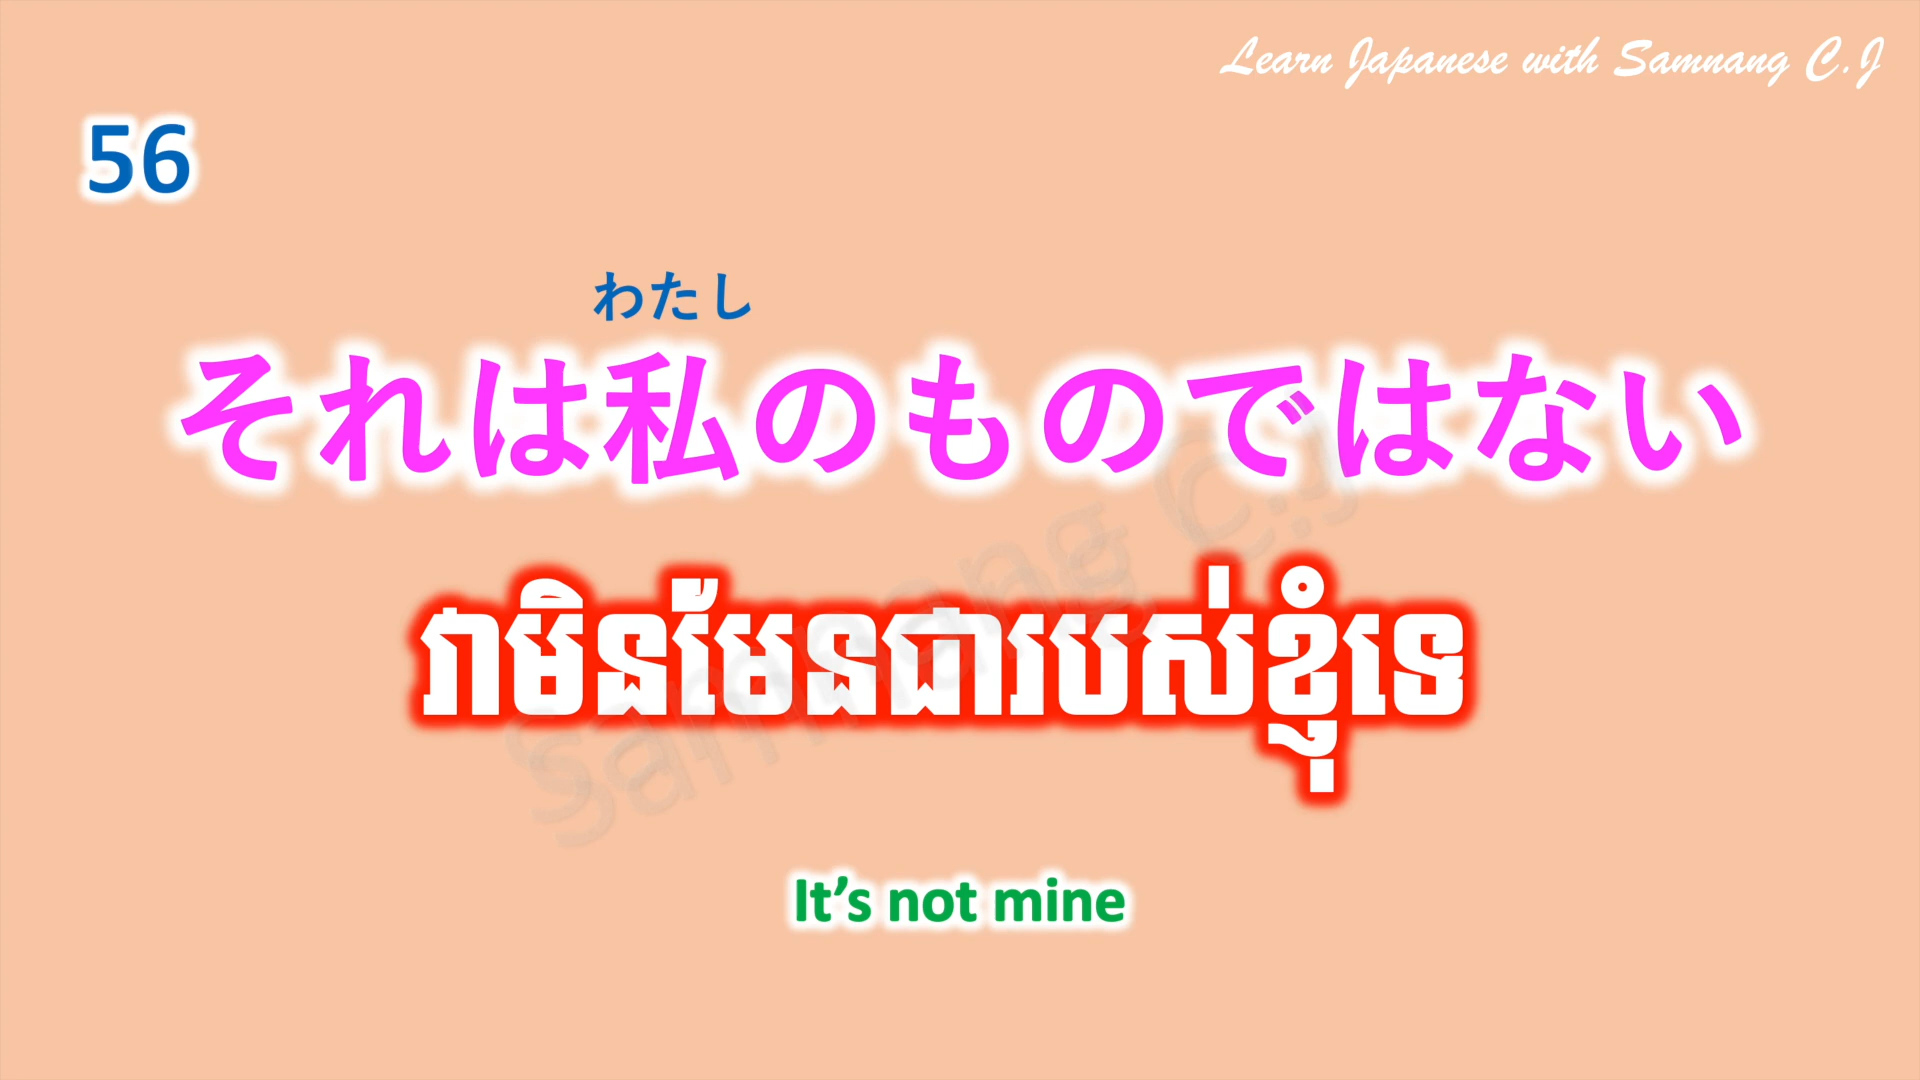 Learn Japanese with Samnang C.J
56
わたし
それは私のものではない
វាមិនមែនជារបស់ខ្ញុំទេ
Samnang C.J
It’s not mine